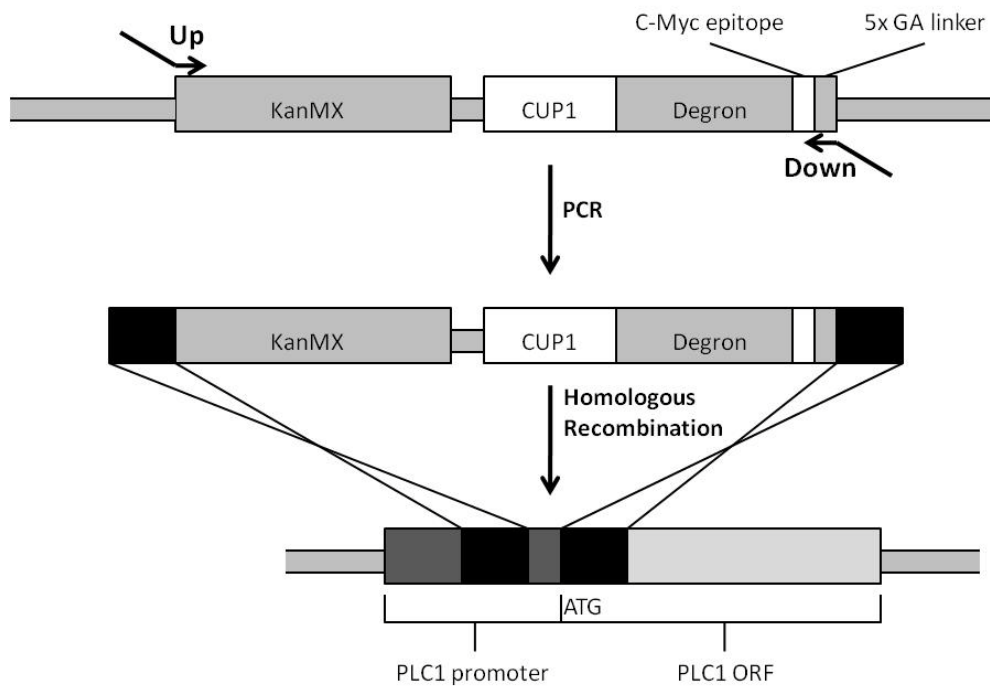 C-Myc epitope
5x GA linker
Up
KanMX
CUP1
Degron
Down
PCR
KanMX
CUP1
Degron
Homologous
Recombination
ATG
PLC1 promoter
PLC1 ORF